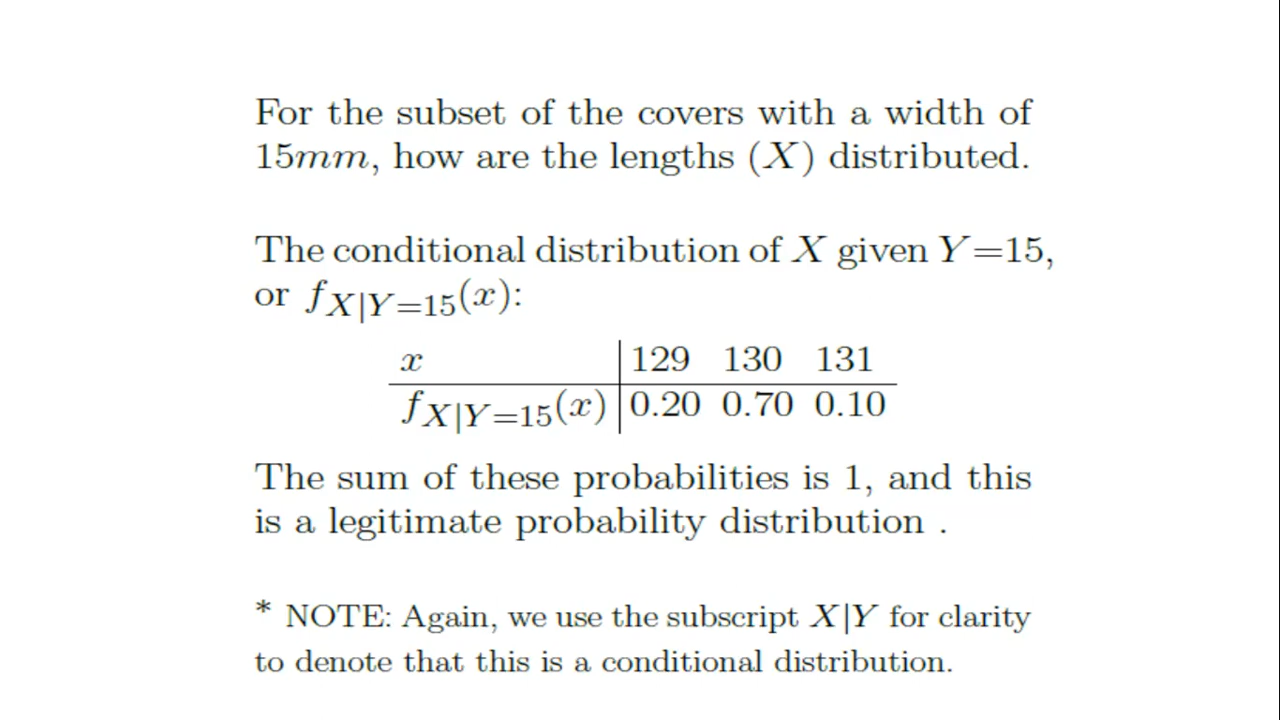 For the subset of the covers with a width of
15mm, how are the lengths (X) distributed.
The conditional distribution of X given Y=15,
or fX|Y=15(x):
x 129 130 131
fX|Y=15(x) 0.20 0.70 0.10
The sum of these probabilities is 1, and this
is a legitimate probability distribution .
* NOTE: Again, we use the subscript X|Y for clarity
to denote that this is a conditional distribution.